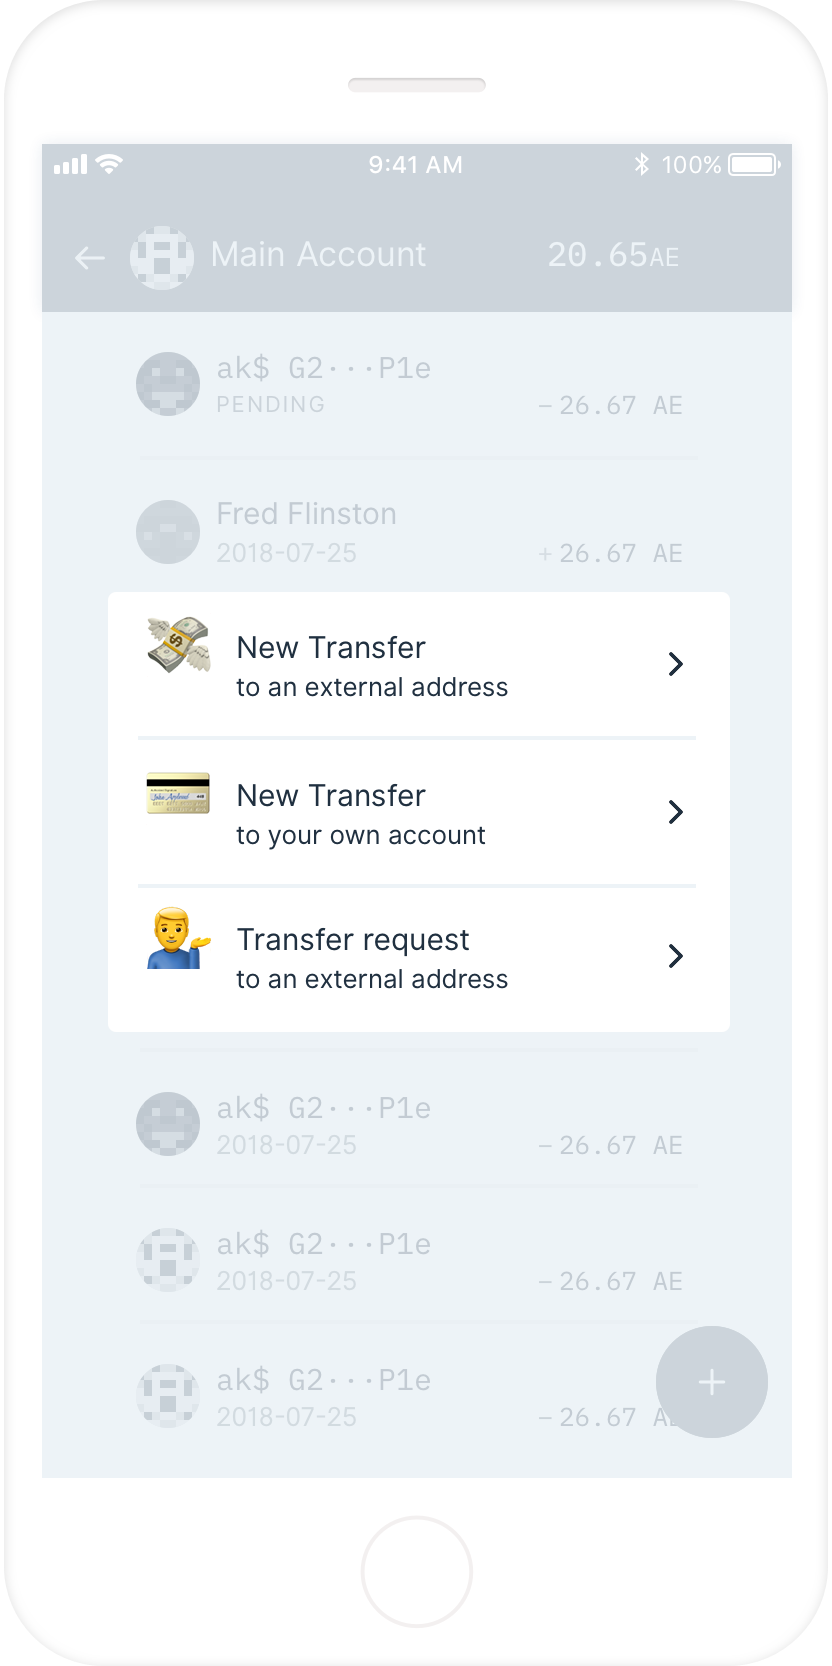 9:41 AM 100%
Main Account 20.65AE
ak$ G2···P1e
PENDING −26.67 AE
Fred Flinston
2018-07-25 +26.67 AE
New Transfer
to an external address
New Transfer
to your own account
Transfer request
to an external address
ak$ G2···P1e
2018-07-25 −26.67 AE
ak$ G2···P1e
2018-07-25 −26.67 AE
ak$ G2···P1e
2018-07-25 −26.67
+